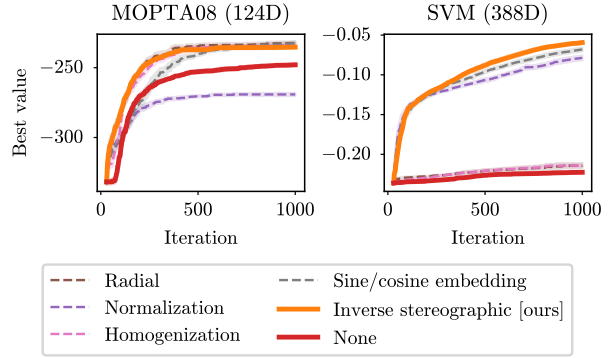 MOPTA08 (124D)
SVM (388D)
Best value
−250
−300
0
500
1000
Iteration
−0.05
−0.10
−0.15
−0.20
0
500
1000
Iteration
Radial
Normalization
Homogenization
Sine/cosine embedding
Inverse stereographic [ours]
None